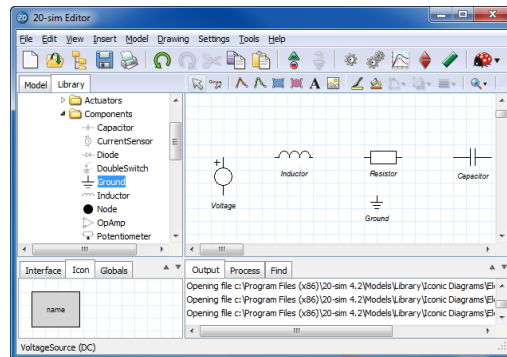 20-sim Editor
File Edit View Insert Model Drawing Settings Tools Help
Model Library
Actuators
Components
Capacitor
CurrentSensor
Diode
DoubleSwitch
Ground
Inductor
Node
OpAmp
Potentiometer
A
Voltage
Inductor
Resistor
Capacitor
Ground
Interface Icon Globals
name
Output Process Find
Opening file c:\Program Files (x86)\20-sim 4.2\Models\Library\Iconic Diagrams\Ele
Opening file c:\Program Files (x86)\20-sim 4.2\Models\Library\Iconic Diagrams\Ele
Opening file c:\Program Files (x86)\20-sim 4.2\Models\Library\Iconic Diagrams\Ele
VoltageSource (DC)